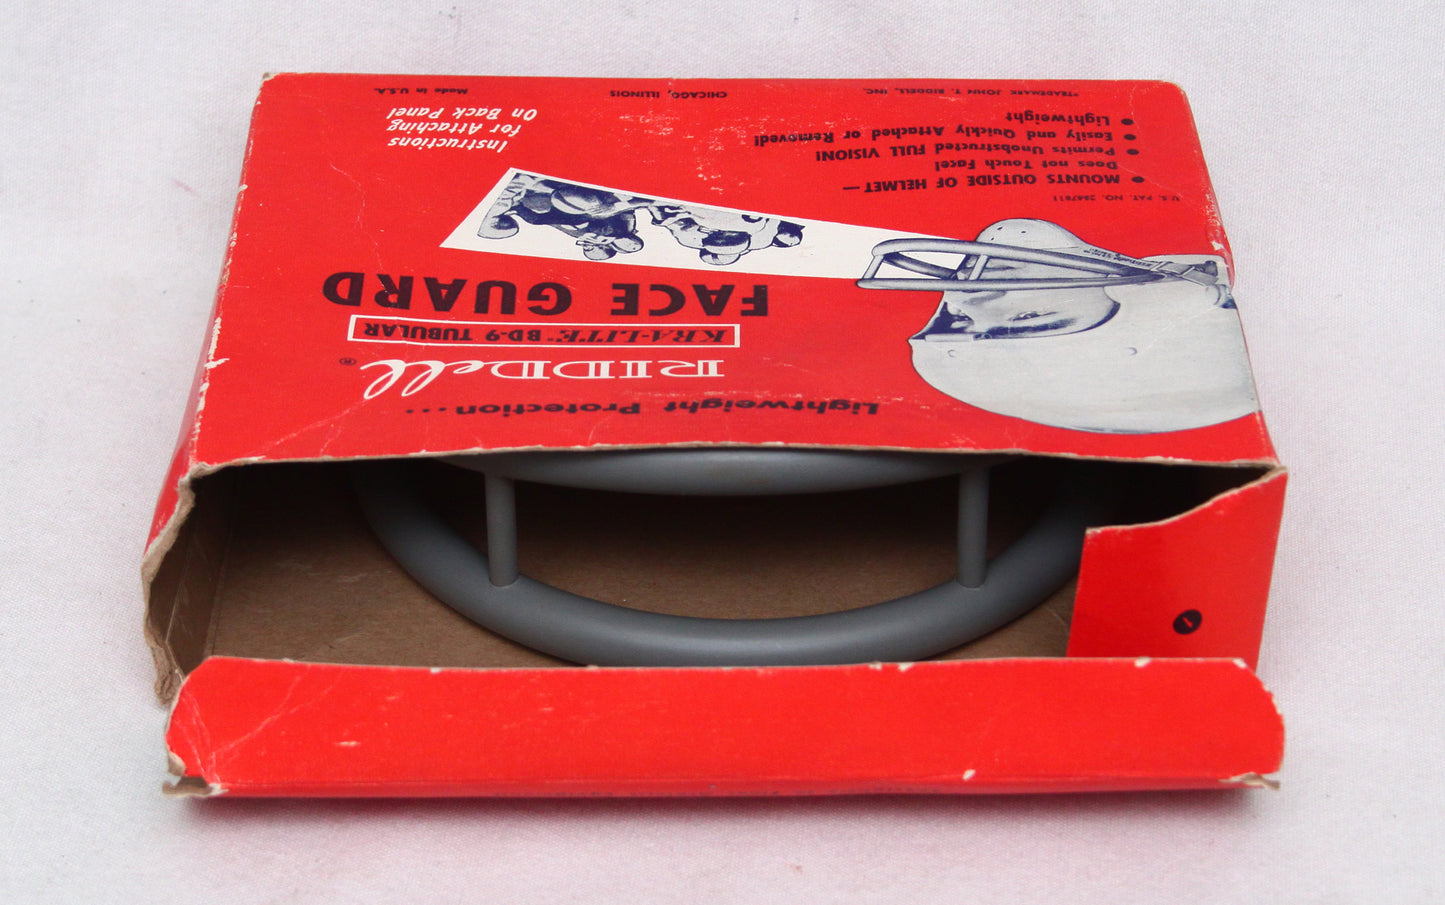 Lightweight Protection...
RIDDell®
KRA-LITE* BD-9 TUBULAR
FACE GUARD
U.S. PAT. NO. 2867811
• MOUNTS OUTSIDE OF HELMET—
Does not Touch Face!
• Permits Unobstructed FULL VISION!
• Easily and Quickly Attached or Removed!
• Lightweight
Instructions
for Attaching
On Back Panel
*TRADEMARK JOHN T. RIDDELL, INC.
CHICAGO, ILLINOIS
Made in U.S.A.